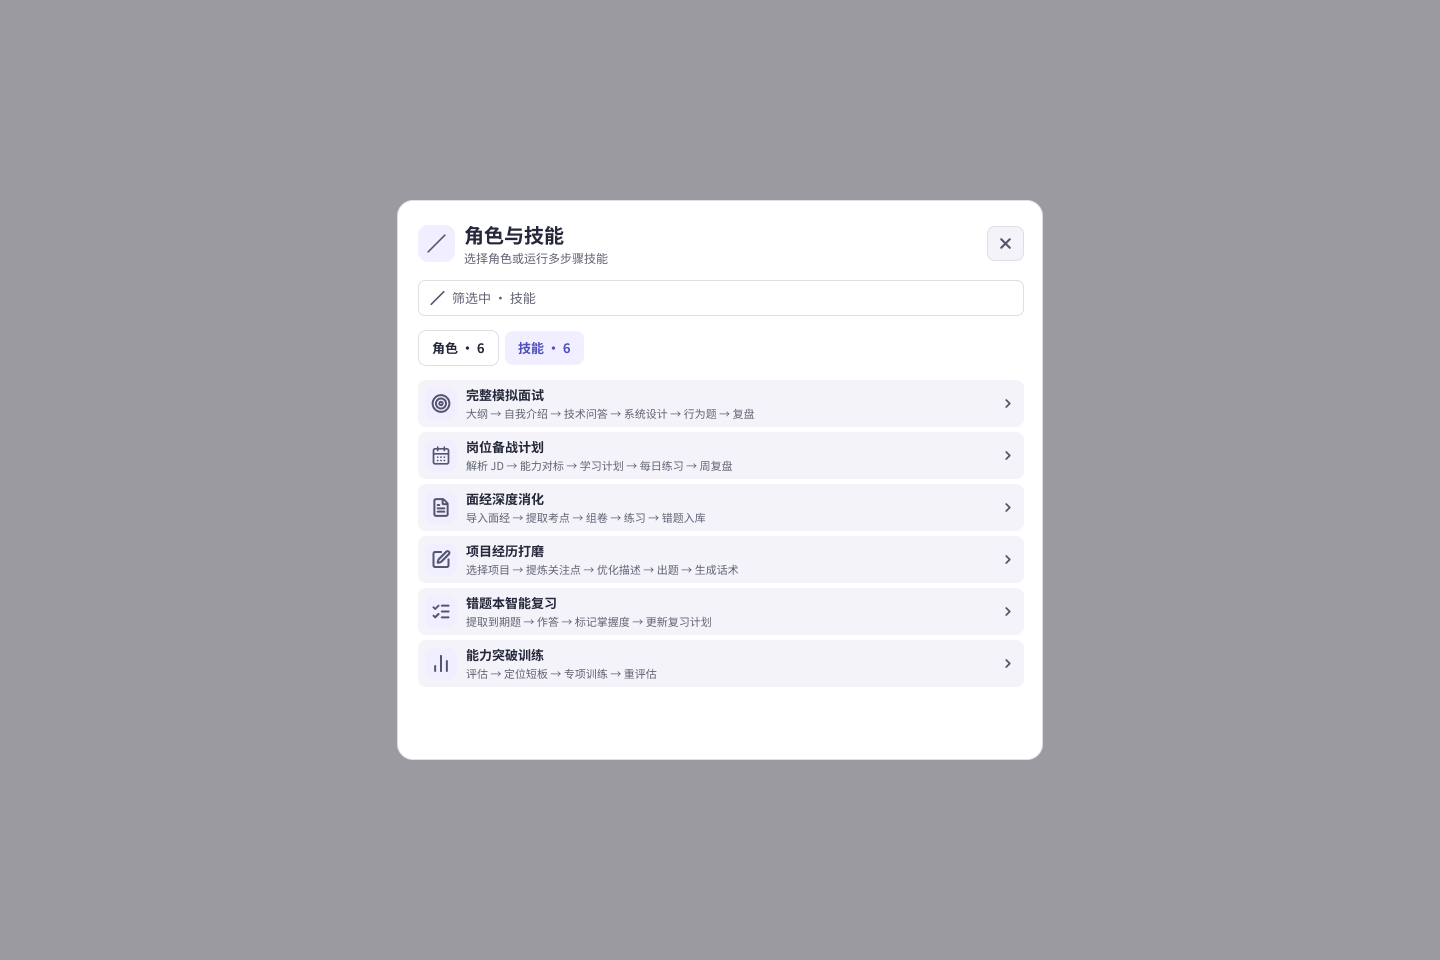 角色与技能
选择角色或运行多步骤技能
筛选中 · 技能
角色 · 6
技能 · 6
完整模拟面试
大纲 → 自我介绍 → 技术问答 → 系统设计 → 行为题 → 复盘
岗位备战计划
解析 JD → 能力对标 → 学习计划 → 每日练习 → 周复盘
面经深度消化
导入面经 → 提取考点 → 组卷 → 练习 → 错题入库
项目经历打磨
选择项目 → 提炼关注点 → 优化描述 → 出题 → 生成话术
错题本智能复习
提取到期题 → 作答 → 标记掌握度 → 更新复习计划
能力突破训练
评估 → 定位短板 → 专项训练 → 重评估